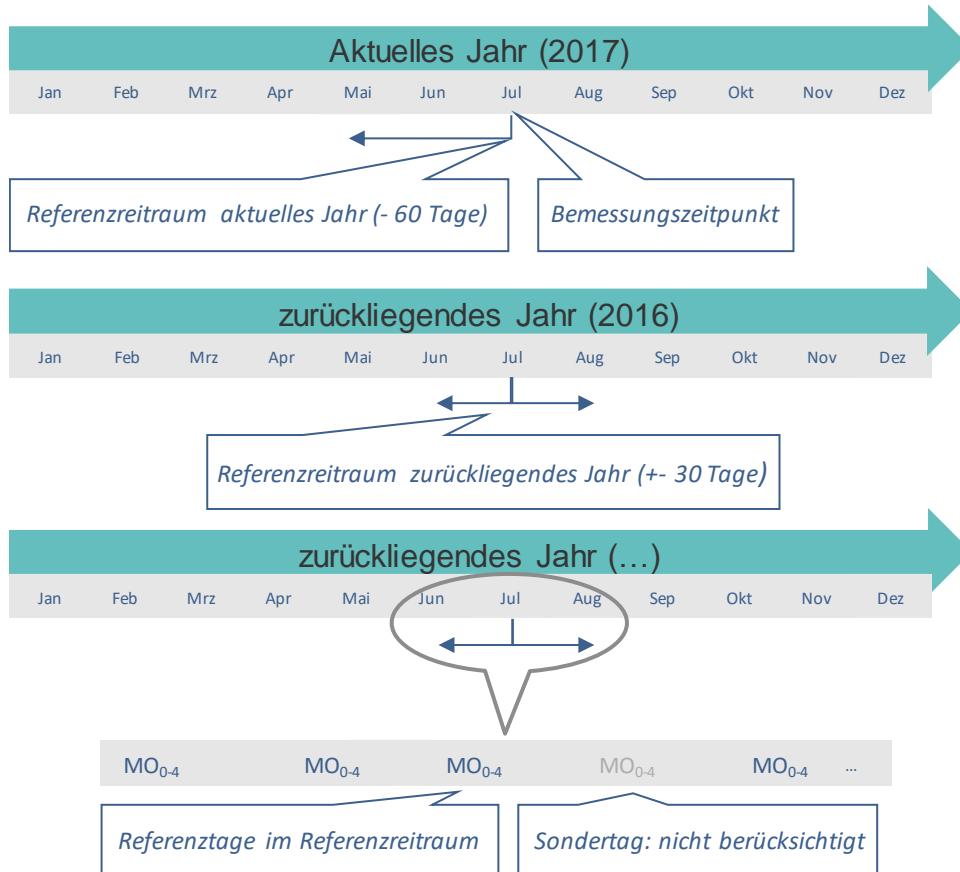 Aktuelles Jahr (2017)
Jan Feb Mrz Apr Mai Jun Jul Aug Sep Okt Nov Dez
Referenzreitraum aktuelles Jahr (- 60 Tage)
Bemessungszeitpunkt
zurückliegendes Jahr (2016)
Jan Feb Mrz Apr Mai Jun Jul Aug Sep Okt Nov Dez
Referenzreitraum zurückliegendes Jahr (+- 30 Tage)
zurückliegendes Jahr (…)
Jan Feb Mrz Apr Mai Jun Jul Aug Sep Okt Nov Dez
MO0-4 MO0-4 MO0-4 MO0-4 MO0-4 ...
Referenztage im Referenzreitraum
Sondertag: nicht berücksichtigt